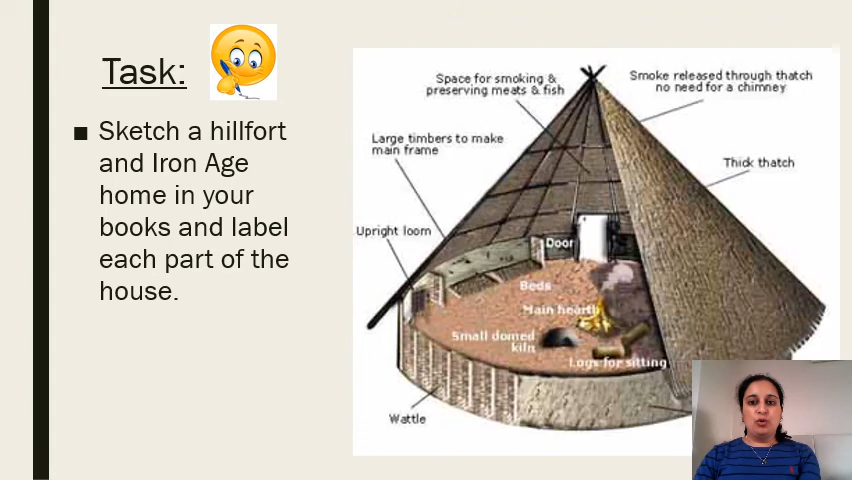 Task:
Sketch a hillfort
and Iron Age
home in your
books and label
each part of the
house.
Space for smoking &
preserving meats & fish
Smoke released through thatch
no need for a chimney
Large timbers to make
main frame
Thick thatch
Upright loom
Door
Beds
Main hearth
Small domed
kiln
Logs for sitting
Wattle